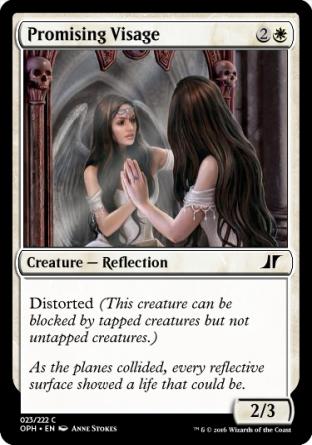 Promising Visage 2
Creature — Reflection
Distorted (This creature can be
blocked by tapped creatures but not
untapped creatures.)
As the planes collided, every reflective
surface showed a life that could be.
2/3
023/222 C
OPH • EN Anne Stokes
™ & © 2016 Wizards of the Coast